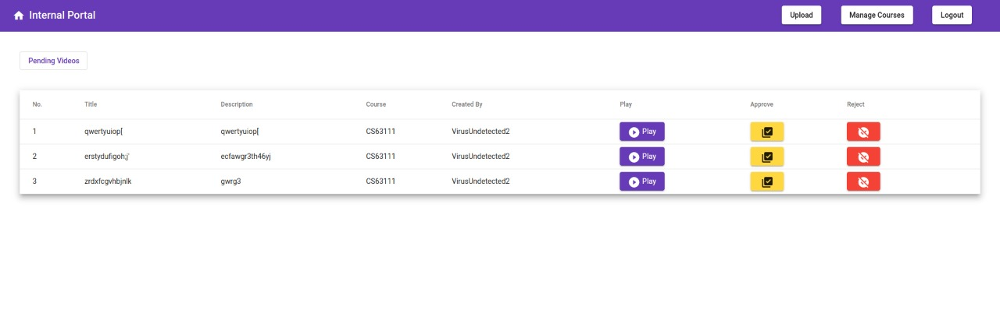 Internal Portal Upload Manage Courses Logout
Pending Videos
No. Title Description Course Created By Play Approve Reject
1 qwertyuiop[ qwertyuiop[ CS63111 VirusUndetected2 Play
2 erstydufigoh;j' ecfawgr3th46yj CS63111 VirusUndetected2 Play
3 zrdxfcgvhbjnlk gwrg3 CS63111 VirusUndetected2 Play